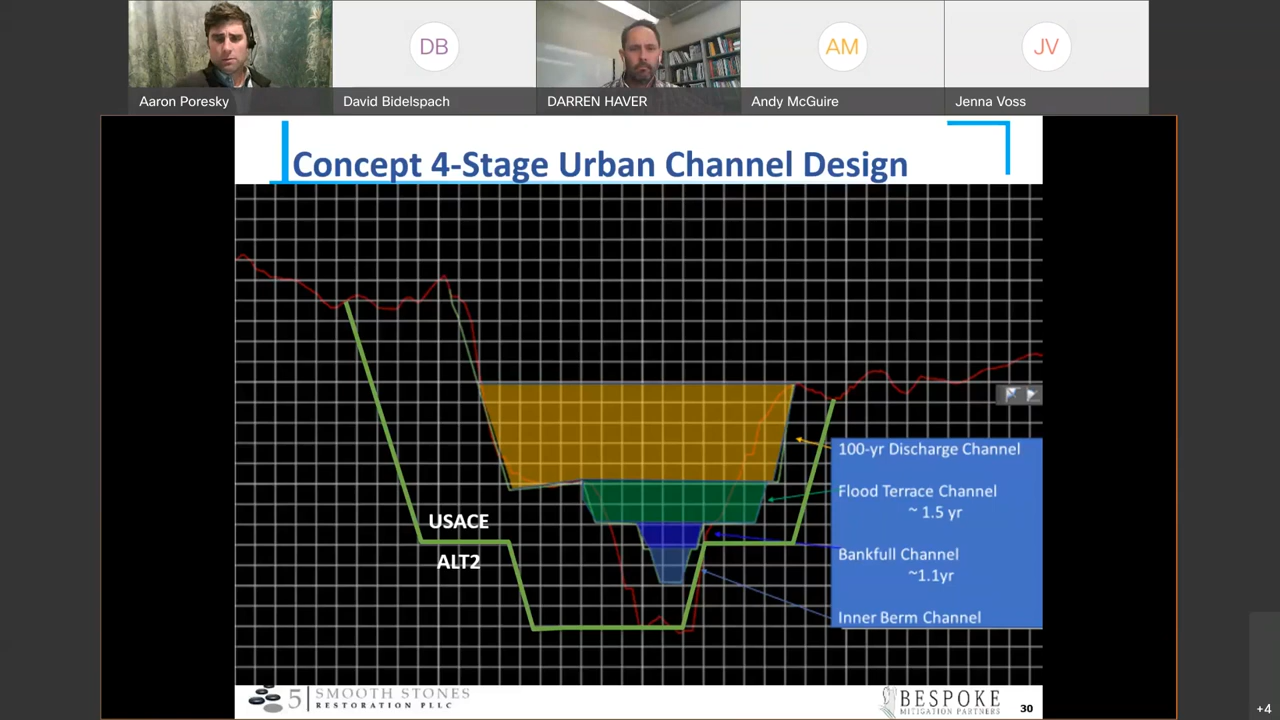 DB
AM
JV
Aaron Poresky
David Bidelspach
DARREN HAVER
Andy McGuire
Jenna Voss
Concept 4-Stage Urban Channel Design
100-yr Discharge Channel
Flood Terrace Channel
~ 1.5 yr
USACE
ALT2
Bankfull Channel
~1.1yr
Inner Berm Channel
5 SMOOTH STONES
RESTORATION PLLC
BESPOKE
MITIGATION PARTNERS
30
+4